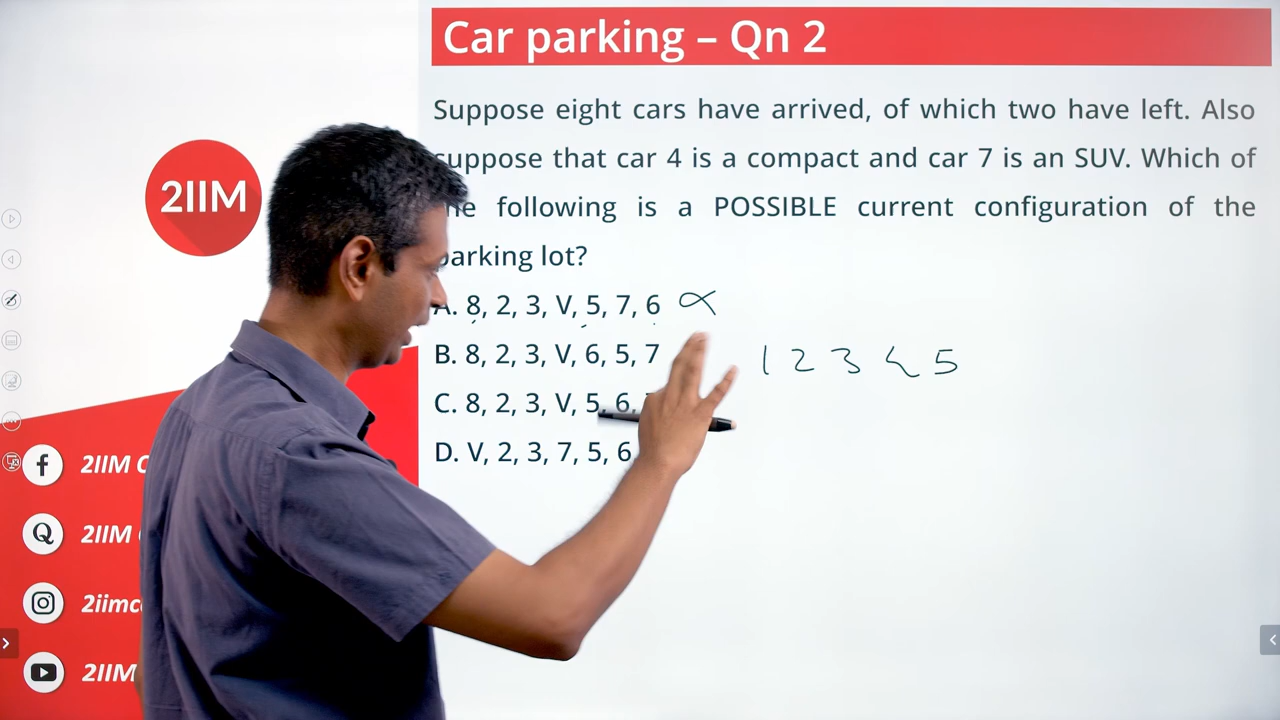 Car parking – Qn 2
Suppose eight cars have arrived, of which two have left. Also
suppose that car 4 is a compact and car 7 is an SUV. Which of
following is a POSSIBLE current configuration of the
parking lot?
A. 8, 2, 3, V, 5, 7, 6
B. 8, 2, 3, V, 6, 5, 7
1 2 3 4 5
C. 8, 2, 3, V, 5, 6,
D. V, 2, 3, 7, 5, 6
2IIM
2IIM
2IIM
2IIM